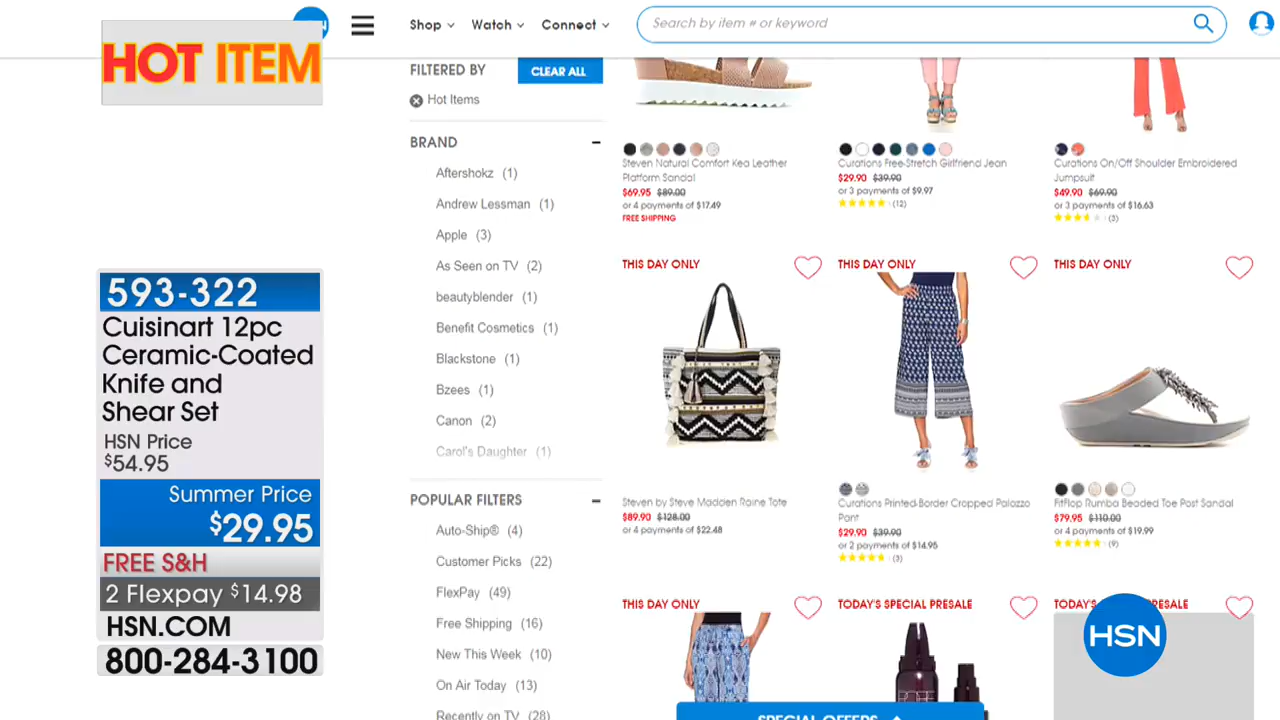 HOT ITEM
Shop
Watch
Connect
Search by item # or keyword
593-322
Cuisinart 12pc
Ceramic-Coated
Knife and
Shear Set
HSN Price
$54.95
Summer Price
$29.95
FREE S&H
2 Flexpay $14.98
HSN.COM
800-284-3100
FILTERED BY
CLEAR ALL
Hot Items
BRAND
Aftershokz (1)
Andrew Lessman (1)
Apple (3)
As Seen on TV (2)
beautyblender (1)
Benefit Cosmetics (1)
Blackstone (1)
Bzees (1)
Canon (2)
Carol's Daughter (1)
POPULAR FILTERS
Auto-Ship® (4)
Customer Picks (22)
FlexPay (49)
Free Shipping (16)
New This Week (10)
On Air Today (13)
Recently on TV (28)
Steven Natural Comfort Kea Leather
Platform Sandal
$69.95 $89.00
or 4 payments of $17.49
FREE SHIPPING
Curations Free-Stretch Girlfriend Jean
$29.90 $39.90
or 3 payments of $9.97
(12)
Curations On/Off Shoulder Embroidered
Jumpsuit
$49.90 $69.90
or 3 payments of $16.63
(3)
THIS DAY ONLY
Steven by Steve Madden Raine Tote
$89.90 $128.00
or 4 payments of $22.48
THIS DAY ONLY
Curations Printed-Border Cropped Palazzo
Pant
$29.90 $39.90
or 2 payments of $14.95
(3)
THIS DAY ONLY
FitFlop Rumba Beaded Toe Post Sandal
$79.95 $110.00
or 4 payments of $19.99
(9)
THIS DAY ONLY
TODAY'S SPECIAL PRESALE
TODAY'S
PRESALE
HSN
SPECIAL OFFERS